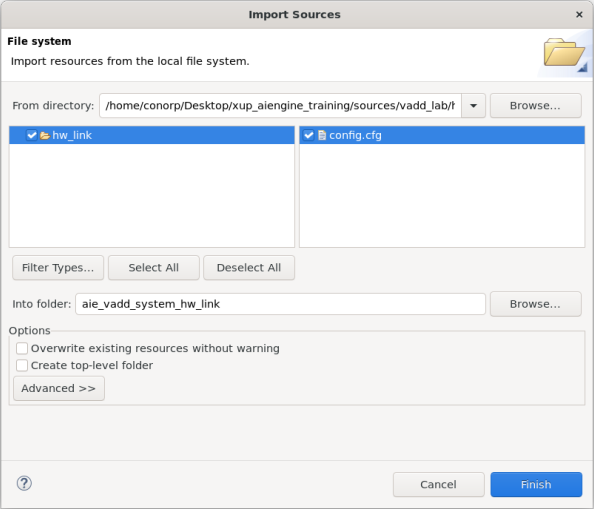 Import Sources
File system
Import resources from the local file system.
From directory: /home/conorp/Desktop/xup_aiengine_training/sources/vadd_lab/h Browse...
hw_link config.cfg
Filter Types... Select All Deselect All
Into folder: aie_vadd_system_hw_link Browse...
Options
Overwrite existing resources without warning
Create top-level folder
Advanced >>
Cancel Finish